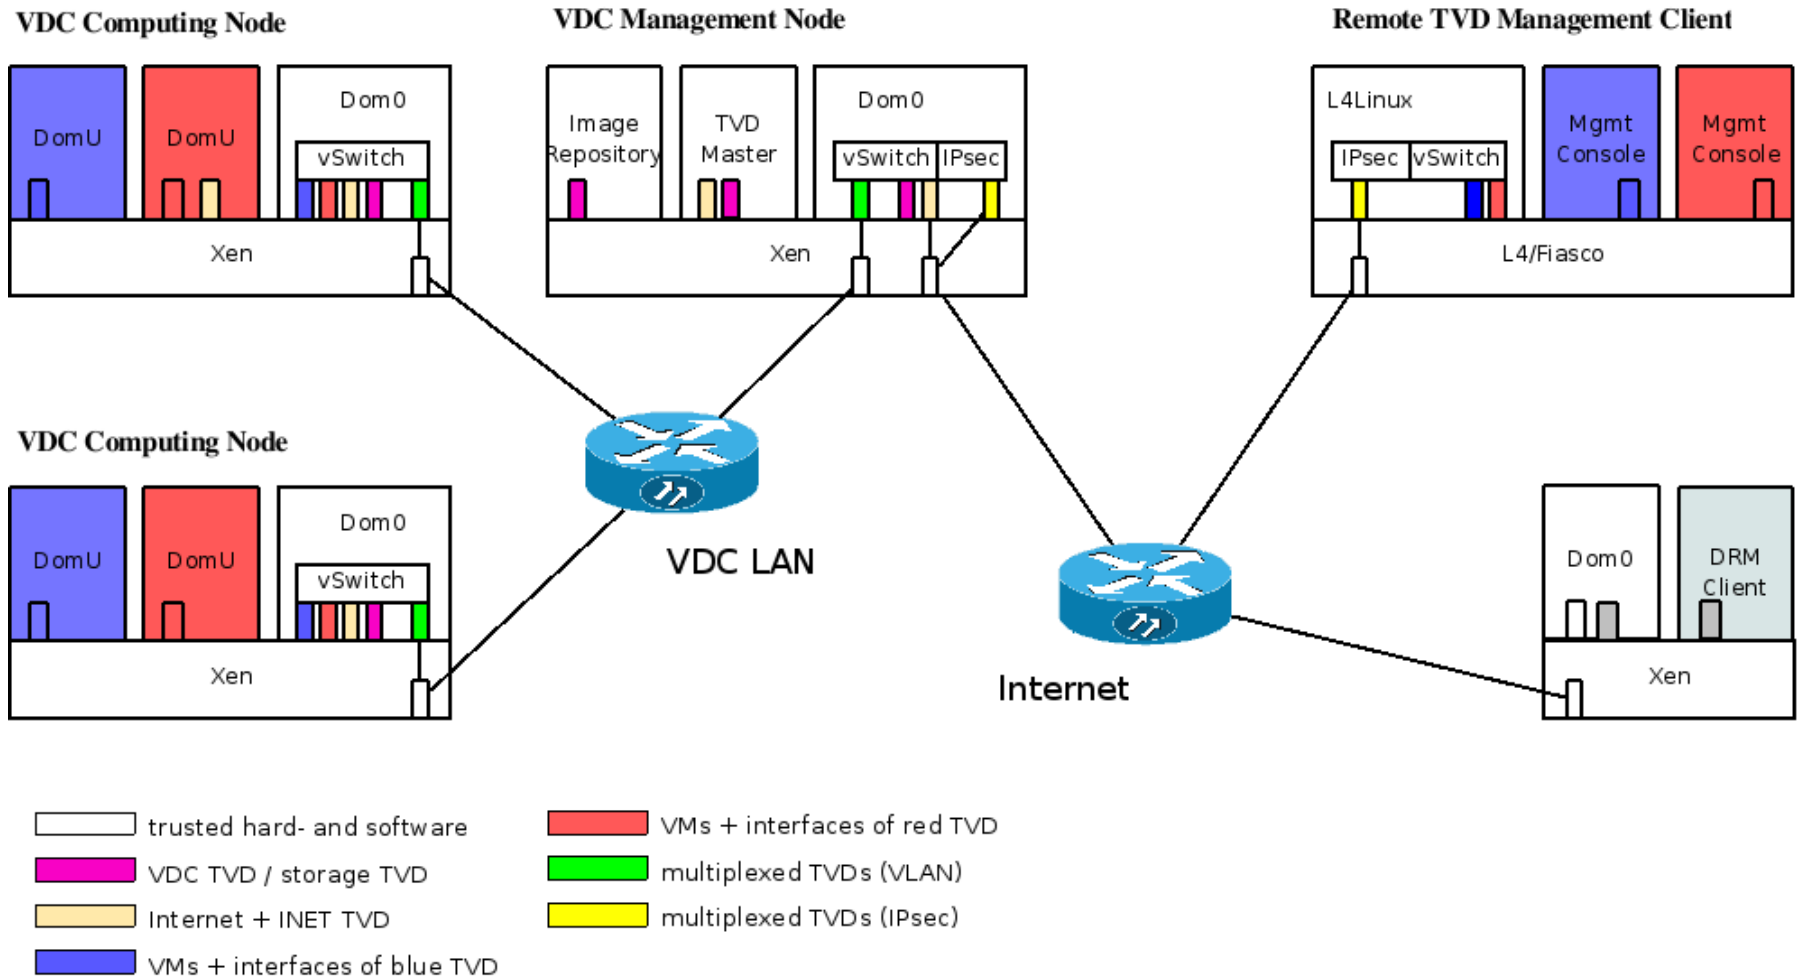 VDC Computing Node
VDC Management Node
Remote TVD Management Client
DomU
DomU
Dom0
vSwitch
Xen
Image
Repository
TVD
Master
Dom0
vSwitch
IPsec
Xen
L4Linux
IPsec
vSwitch
Mgmt
Console
Mgmt
Console
L4/Fiasco
VDC Computing Node
DomU
DomU
Dom0
vSwitch
Xen
VDC LAN
Internet
Dom0
DRM
Client
Xen
trusted hard- and software
VDC TVD / storage TVD
Internet + INET TVD
VMs + interfaces of blue TVD
VMs + interfaces of red TVD
multiplexed TVDs (VLAN)
multiplexed TVDs (IPsec)